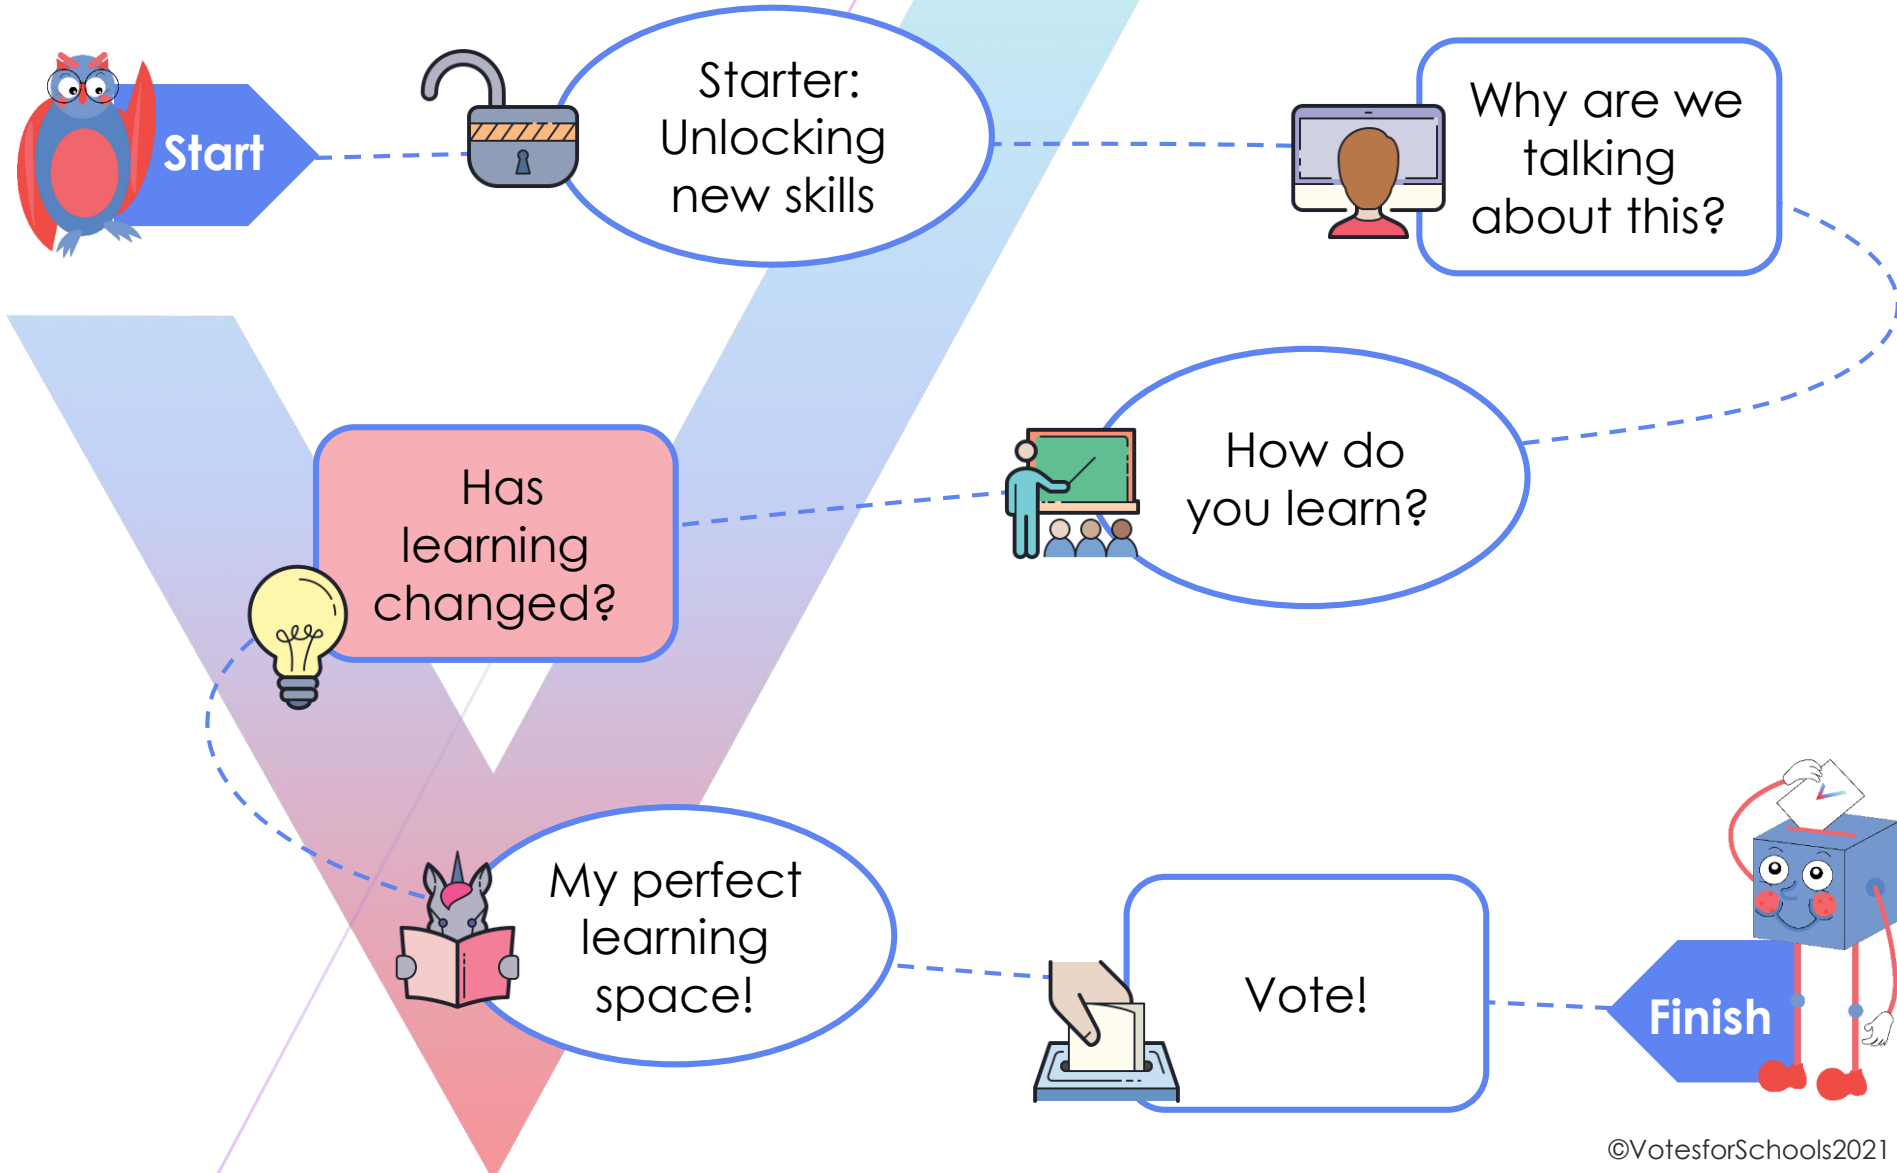 Start
Starter:
Unlocking
new skills
Why are we
talking
about this?
How do
you learn?
Has
learning
changed?
My perfect
learning
space!
Vote!
Finish
©VotesforSchools2021